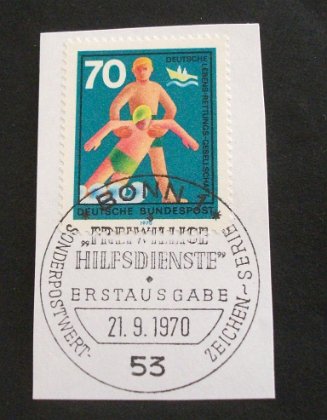 70
DEUTSCHE LEBENS-RETTUNGS-GESELLSCHAFT
DEUTSCHE BUNDESPOST
1970
* BONN 1 *
„FREIWILLIGE
HILFSDIENSTE“
ERSTAUSGABE
21.9.1970
53
SONDERPOSTWERT-
ZEICHEN-SERIE